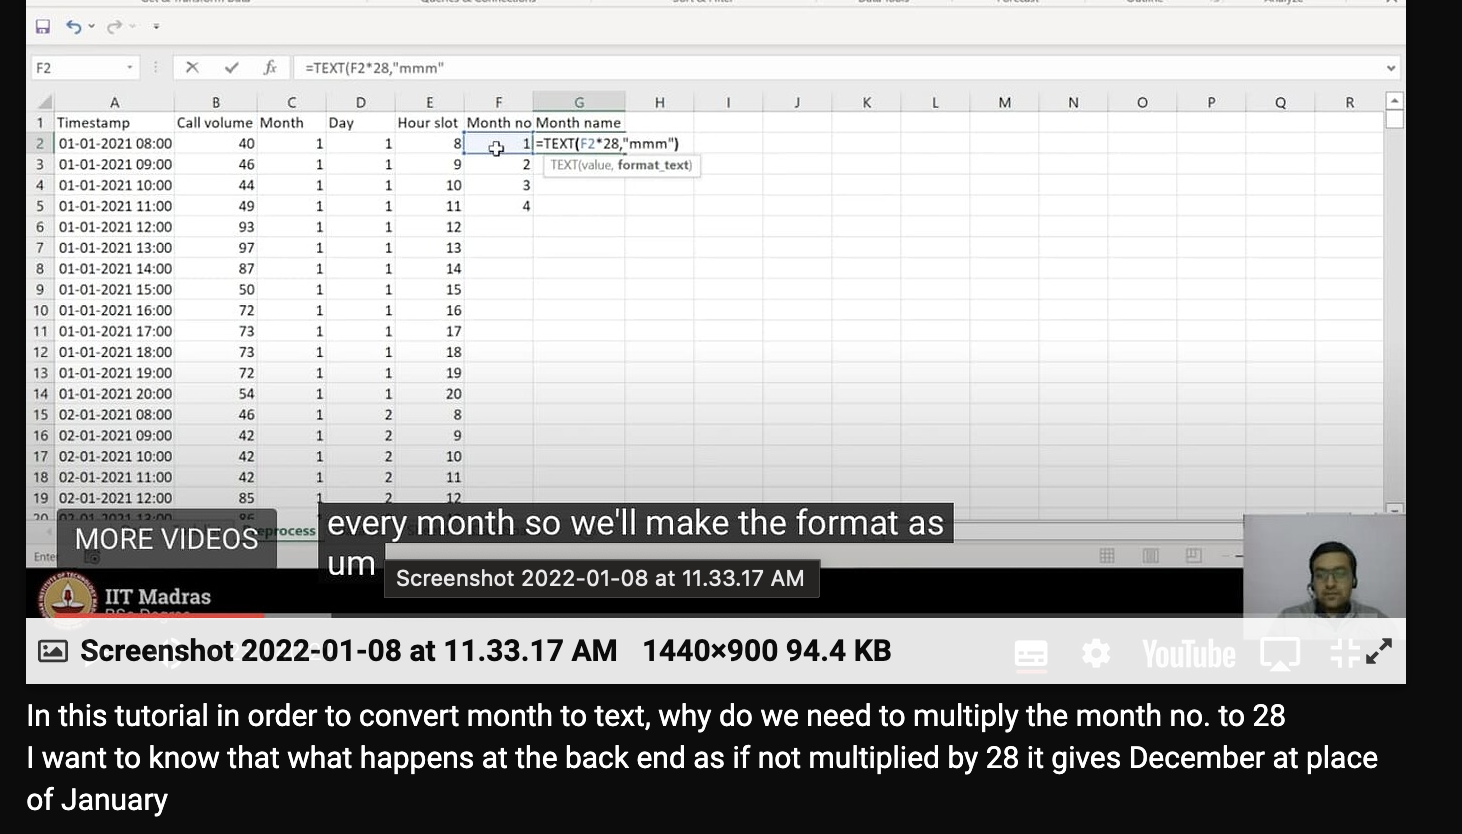 F2
fx
=TEXT(F2*28,"mmm"
A B C D E F G H I J K L M N O P Q R
1 Timestamp Call volume Month Day Hour slot Month no Month name
2 01-01-2021 08:00 40 1 1 8 1 =TEXT(F2*28,"mmm")
3 01-01-2021 09:00 46 1 1 9 2 TEXT(value, format_text)
4 01-01-2021 10:00 44 1 1 10 3
5 01-01-2021 11:00 49 1 1 11 4
6 01-01-2021 12:00 93 1 1 12
7 01-01-2021 13:00 97 1 1 13
8 01-01-2021 14:00 87 1 1 14
9 01-01-2021 15:00 50 1 1 15
10 01-01-2021 16:00 72 1 1 16
11 01-01-2021 17:00 73 1 1 17
12 01-01-2021 18:00 73 1 1 18
13 01-01-2021 19:00 72 1 1 19
14 01-01-2021 20:00 54 1 1 20
15 02-01-2021 08:00 46 1 2 8
16 02-01-2021 09:00 42 1 2 9
17 02-01-2021 10:00 42 1 2 10
18 02-01-2021 11:00 42 1 2 11
19 02-01-2021 12:00 85 1 2 12
MORE VIDEOS
every month so we'll make the format as
um
Screenshot 2022-01-08 at 11.33.17 AM
IIT Madras
Screenshot 2022-01-08 at 11.33.17 AM 1440×900 94.4 KB
YouTube
In this tutorial in order to convert month to text, why do we need to multiply the month no. to 28
I want to know that what happens at the back end as if not multiplied by 28 it gives December at place
of January